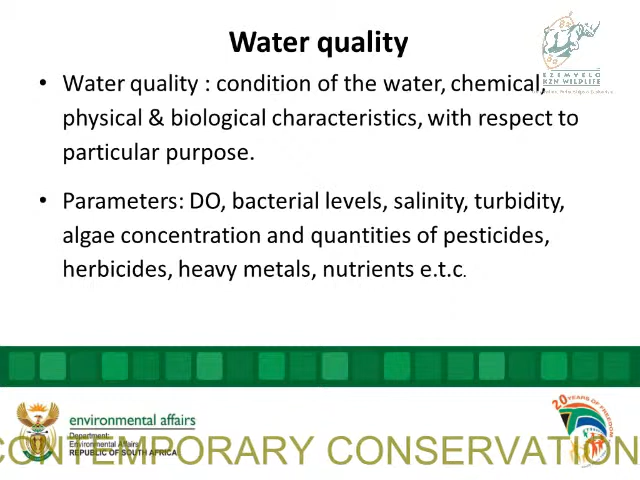 Water quality
EZEMVELO
KZN WILDLIFE
• Water quality : condition of the water, chemical,
physical & biological characteristics, with respect to
particular purpose.
• Parameters: DO, bacterial levels, salinity, turbidity,
algae concentration and quantities of pesticides,
herbicides, heavy metals, nutrients e.t.c.
environmental affairs
Department:
Environmental Affairs
REPUBLIC OF SOUTH AFRICA
20 YEARS OF FREEDOM
CONTEMPORARY CONSERVATION